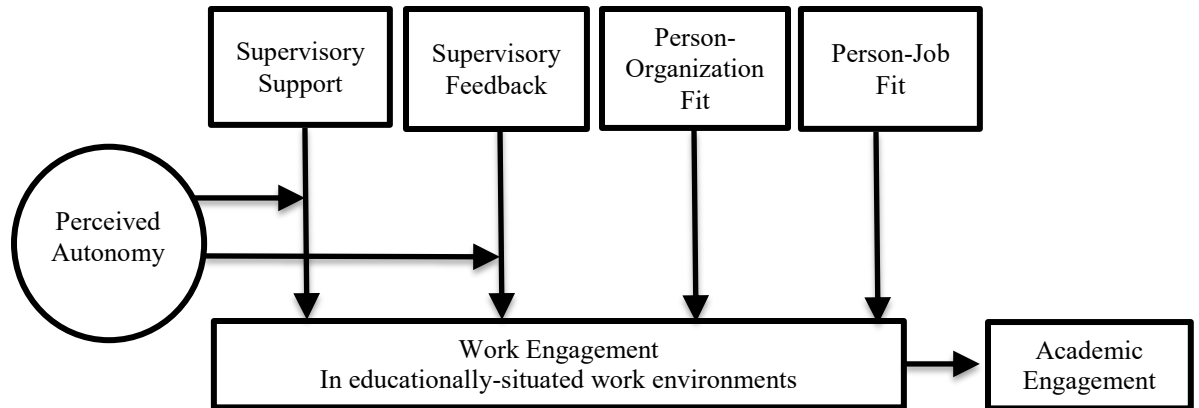 Supervisory
Support
Supervisory
Feedback
Person-
Organization
Fit
Person-Job
Fit
Perceived
Autonomy
Work Engagement
In educationally-situated work environments
Academic
Engagement